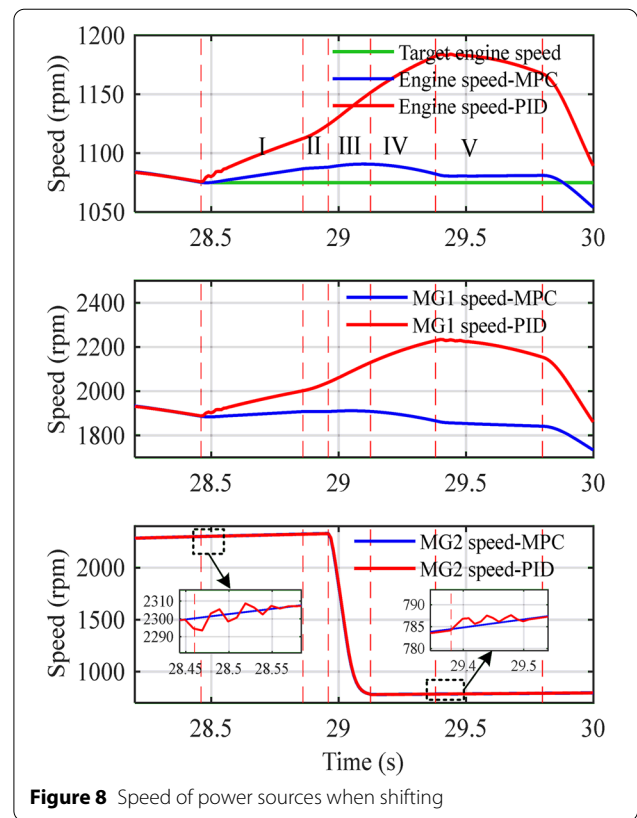 1200
1150
1100
1050
Speed (rpm))
Target engine speed
Engine speed-MPC
Engine speed-PID
I II III IV V
28.5 29 29.5 30
2400
2200
2000
1800
Speed (rpm)
MG1 speed-MPC
MG1 speed-PID
28.5 29 29.5 30
2000
1500
1000
Speed (rpm)
MG2 speed-MPC
MG2 speed-PID
2310
2300
2290
28.45 28.5 28.55
790
785
780
29.4 29.5
28.5 29 29.5 30
Time (s)
Figure 8 Speed of power sources when shifting